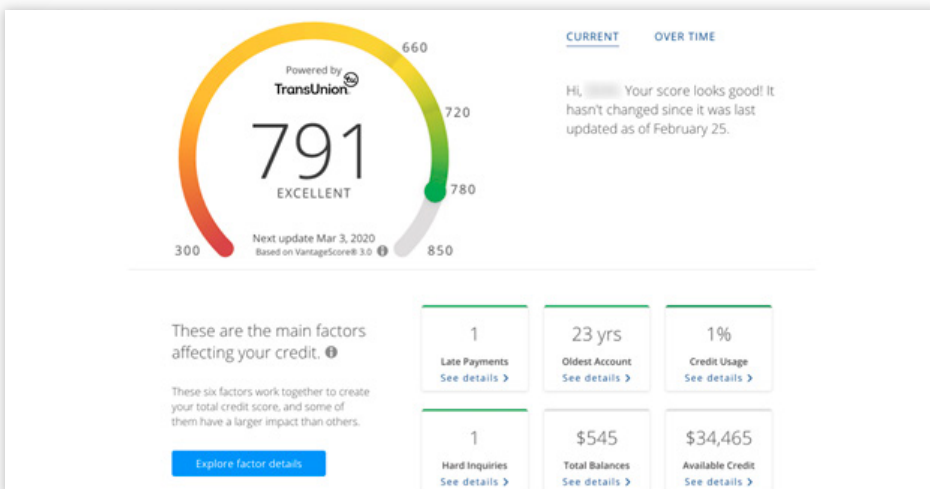 660
Powered by
TransUnion
720
791
EXCELLENT
780
Next update Mar 3, 2020
Based on VantageScore® 3.0
300
850
CURRENT OVER TIME
Hi, Your score looks good! It
hasn't changed since it was last
updated as of February 25.
These are the main factors
affecting your credit.
These six factors work together to create
your total credit score, and some of
them have a larger impact than others.
Explore factor details
1
Late Payments
See details >
23 yrs
Oldest Account
See details >
1%
Credit Usage
See details >
1
Hard Inquiries
See details >
$545
Total Balances
See details >
$34,465
Available Credit
See details >